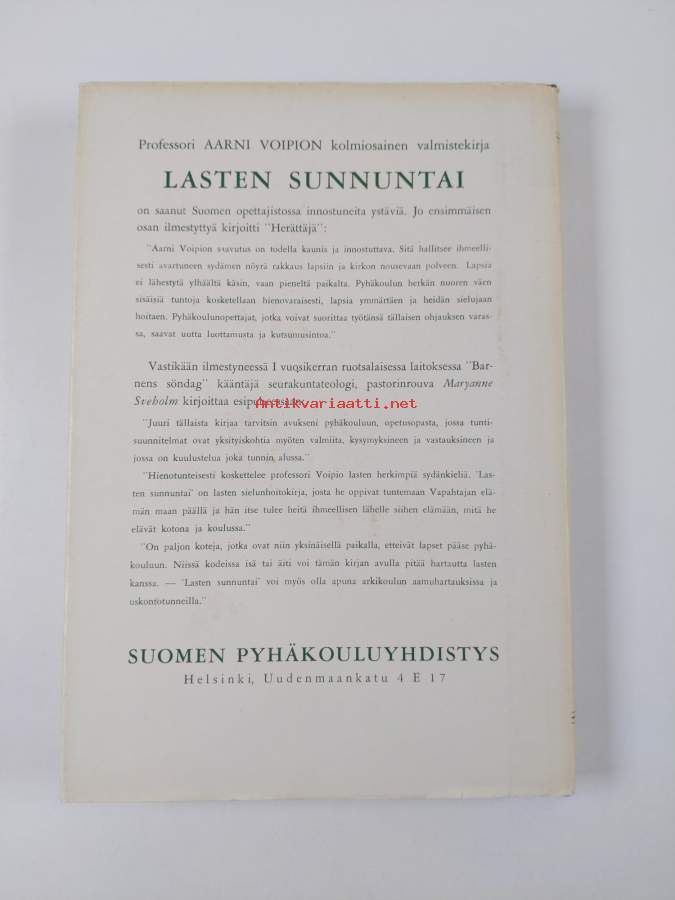 Professori AARNI VOIPION kolmiosainen valmistekirja
LASTEN SUNNUNTAI
on saanut Suomen opettajistossa innostuneita ystäviä. Jo ensimmäisen
osan ilmestyttyä kirjoitti "Herättäjä":
"Aarni Voipion avavutus on todella kaunis ja innostuttava. Sitä hallitsee ihmeelli-
sesti avartuneen sydämen nöyrä rakkaus lapsiin ja kirkon nousevaan polveen. Lapsia
ei lähestytä ylhäältä käsin, vaan pieneltä paikalta. Pyhäkoulun herkän nuoren väen
sisäisiä tuntoja kosketellaan hienovaraisesti, lapsia ymmärtäen ja heidän sielujaan
hoitaen. Pyhäkoulunopettajat, jotka voivat suorittaa työtänsä tällaisen ohjauksen varas-
sa, saavat uutta luottamusta ja kutsumusintoa."
Vastikään ilmestyneessä I vuosikerran ruotsalaisessa laitoksessa "Bar-
nens söndag" kääntäjä seurakuntateologi, pastorinrouva Maryanne
Sveholm kirjoittaa
Antikvariaatti.net
"Juuri tällaista kirjaa tarvitsin avukseni pyhäkouluun, opetusopasta, jossa tunti-
suunnitelmat ovat yksityiskohtia myöten valmiita, kysymyksineen ja vastauksineen ja
jossa on kuulustelua joka tunnin alussa."
"Hienotunteisesti koskettelee professori Voipio lasten herkimpiä sydänkieliä. 'Las-
ten sunnuntai' on lasten sielunhoitokirja, josta he oppivat tuntemaan Vapahtajan elä-
män maan päällä ja hän itse tulee heitä ihmeellisen lähelle siihen elämään, mitä he
elävät kotona ja koulussa."
"On paljon koteja, jotka ovat niin yksinäisellä paikalla, etteivät lapset pääse pyhä-
kouluun. Niissä kodeissa isä tai äiti voi tämän kirjan avulla pitää hartautta lasten
kanssa. — 'Lasten sunnuntai' voi myös olla apuna arkikoulun aamuhartauksissa ja
uskontotunneilla."
SUOMEN PYHÄKOULUYHDISTYS
Helsinki, Uudenmaankatu 4 E 17